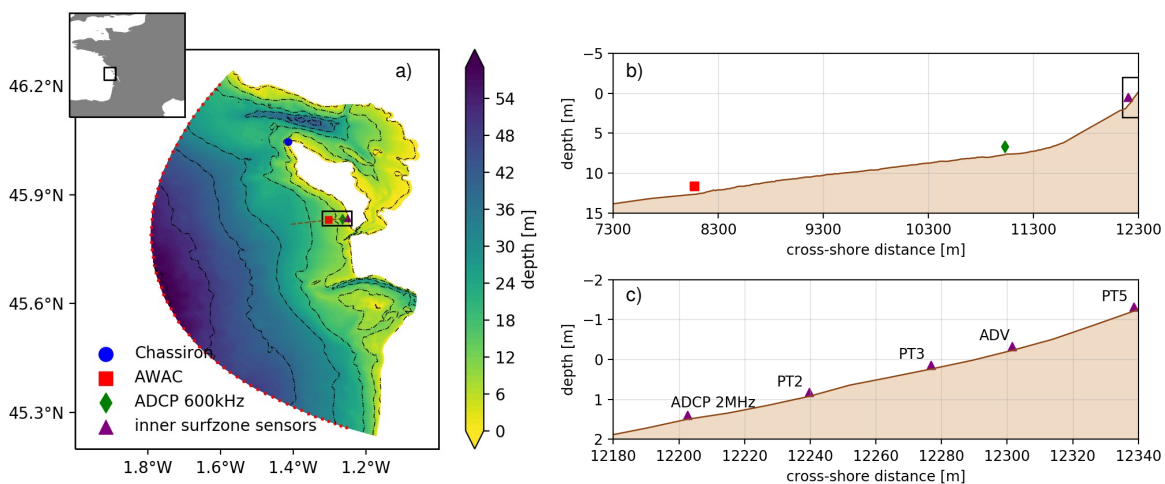 a)
46.2°N
45.9°N
45.6°N
45.3°N
1.8°W 1.6°W 1.4°W 1.2°W
Chassiron
AWAC
ADCP 600kHz
inner surfzone sensors
54
48
42
36
30
24
18
12
6
0
depth [m]
b)
−5
0
5
10
15
depth [m]
7300 8300 9300 10300 11300 12300
cross-shore distance [m]
c)
−2
−1
0
1
2
depth [m]
PT5
ADV
PT3
PT2
ADCP 2MHz
12180 12200 12220 12240 12260 12280 12300 12320 12340
cross-shore distance [m]